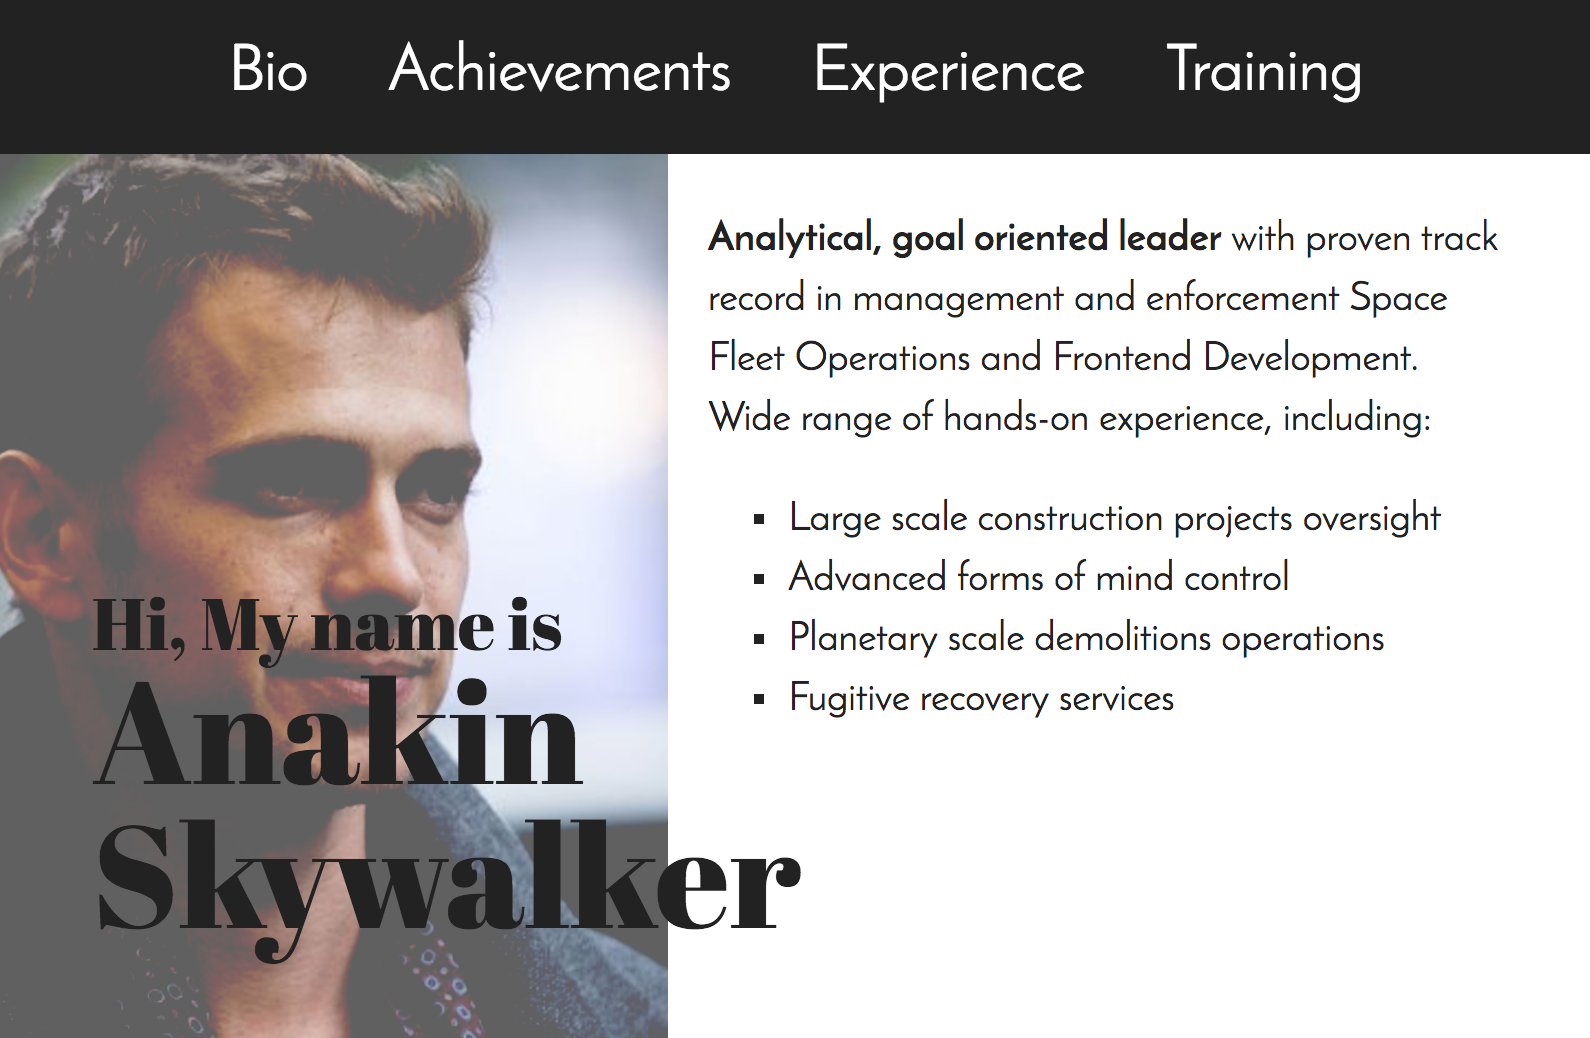 Bio Achievements Experience Training
Hi, My name is
Anakin
Skywalker
Analytical, goal oriented leader with proven track
record in management and enforcement Space
Fleet Operations and Frontend Development.
Wide range of hands-on experience, including:
▪ Large scale construction projects oversight
▪ Advanced forms of mind control
▪ Planetary scale demolitions operations
▪ Fugitive recovery services